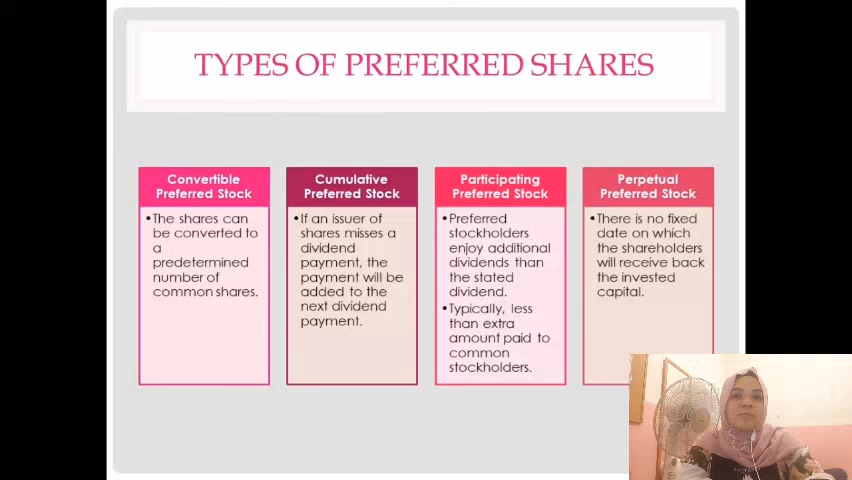 TYPES OF PREFERRED SHARES
Convertible
Preferred Stock
• The shares can
be converted to
a
predetermined
number of
common shares.
Cumulative
Preferred Stock
• If an issuer of
shares misses a
dividend
payment, the
payment will be
added to the
next dividend
payment.
Participating
Preferred Stock
• Preferred
stockholders
enjoy additional
dividends than
the stated
dividend.
• Typically, less
than extra
amount paid to
common
stockholders.
Perpetual
Preferred Stock
• There is no fixed
date on which
the shareholders
will receive back
the invested
capital.